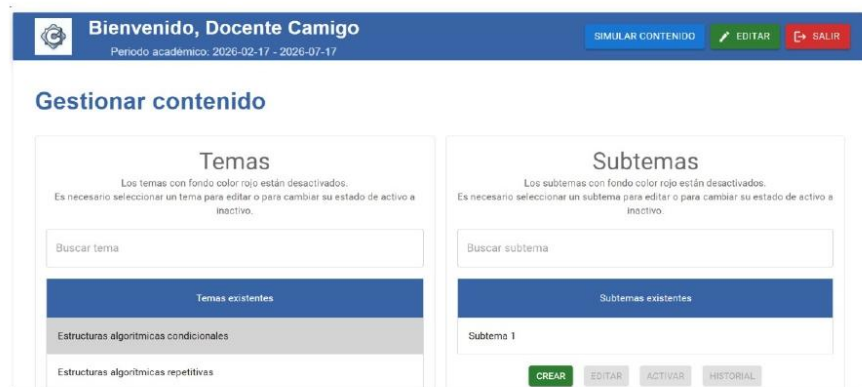 Bienvenido, Docente Camigo
Periodo académico: 2026-02-17 - 2026-07-17
SIMULAR CONTENIDO
EDITAR
SALIR
Gestionar contenido
Temas
Los temas con fondo color rojo están desactivados.
Es necesario seleccionar un tema para editar o para cambiar su estado de activo a
inactivo.
Buscar tema
Temas existentes
Estructuras algorítmicas condicionales
Estructuras algorítmicas repetitivas
Subtemas
Los subtemas con fondo color rojo están desactivados.
Es necesario seleccionar un subtema para editar o para cambiar su estado de activo a
inactivo.
Buscar subtema
Subtemas existentes
Subtema 1
CREAR
EDITAR
ACTIVAR
HISTORIAL